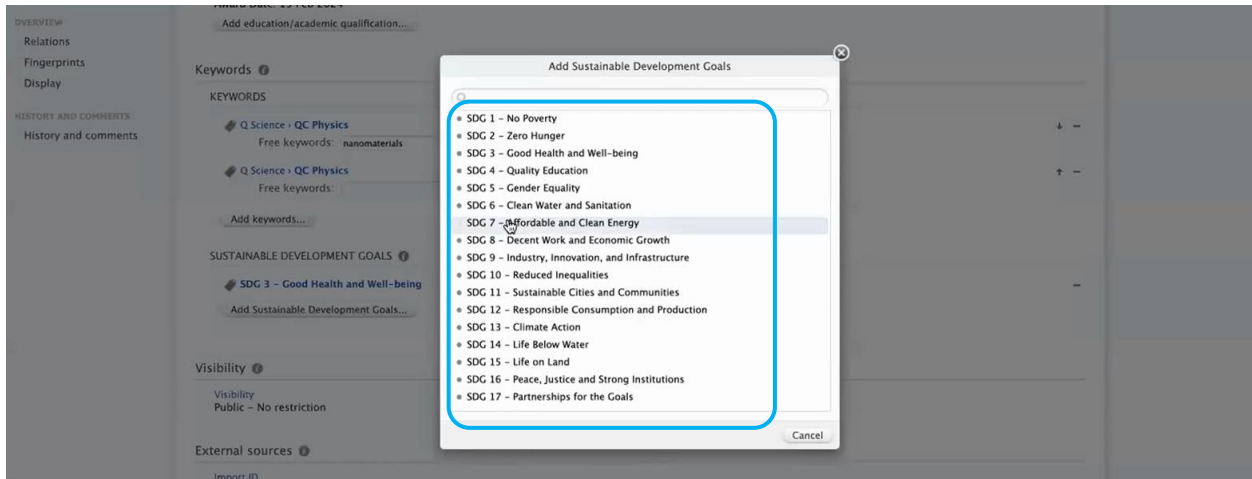 Award Date: 19 Feb 2024
Add education/academic qualification...
OVERVIEW
Relations
Fingerprints
Display
HISTORY AND COMMENTS
History and comments
Keywords
KEYWORDS
Q Science › QC Physics
Free keywords: nanomaterials
Q Science › QC Physics
Free keywords:
Add keywords...
SUSTAINABLE DEVELOPMENT GOALS
SDG 3 – Good Health and Well-being
Add Sustainable Development Goals...
Visibility
Visibility
Public – No restriction
External sources
Import ID
Add Sustainable Development Goals
SDG 1 – No Poverty
SDG 2 – Zero Hunger
SDG 3 – Good Health and Well-being
SDG 4 – Quality Education
SDG 5 – Gender Equality
SDG 6 – Clean Water and Sanitation
SDG 7 – Affordable and Clean Energy
SDG 8 – Decent Work and Economic Growth
SDG 9 – Industry, Innovation, and Infrastructure
SDG 10 – Reduced Inequalities
SDG 11 – Sustainable Cities and Communities
SDG 12 – Responsible Consumption and Production
SDG 13 – Climate Action
SDG 14 – Life Below Water
SDG 15 – Life on Land
SDG 16 – Peace, Justice and Strong Institutions
SDG 17 – Partnerships for the Goals
Cancel